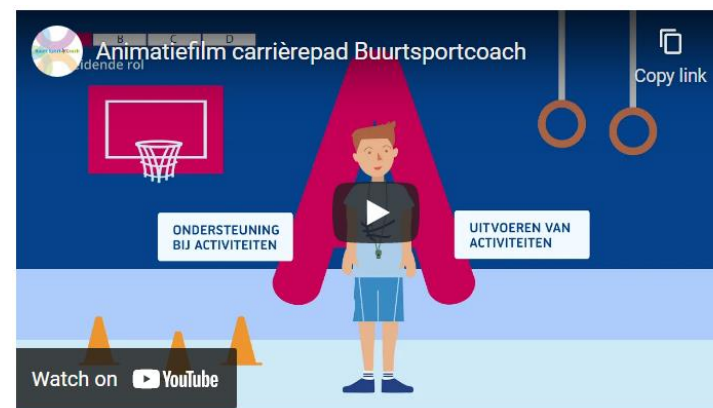 B C D
Animatiefilm carrièrepad Buurtsportcoach
idende rol
Copy link
ONDERSTEUNING
BIJ ACTIVITEITEN
UITVOEREN VAN
ACTIVITEITEN
Watch on YouTube